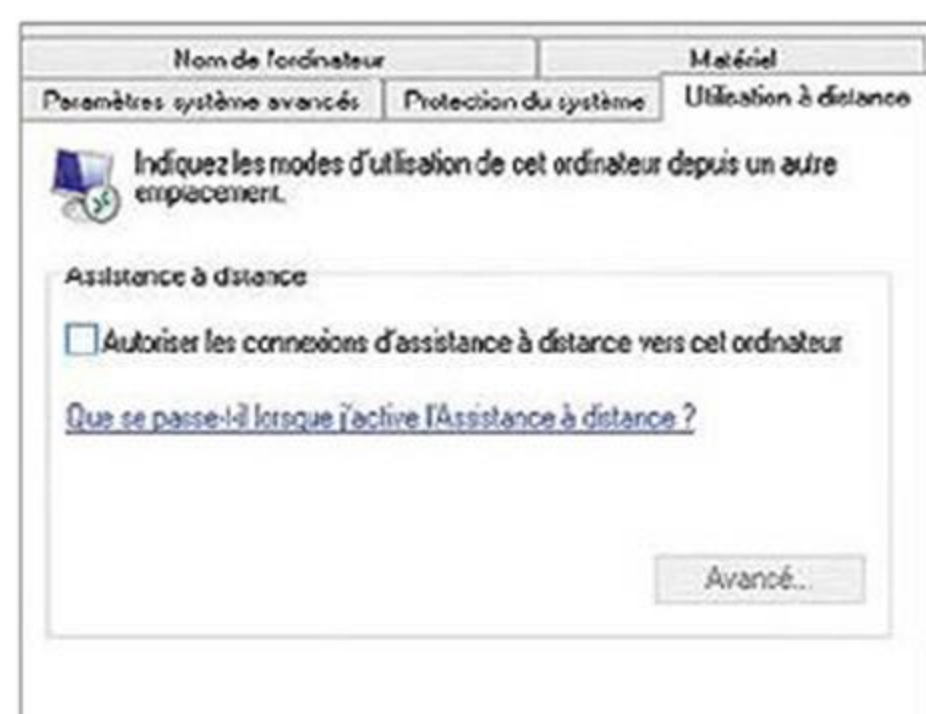 Nom de l'ordinateur
Matériel
Paramètres système avancés
Protection du système
Utilisation à distance
Indiquez les modes d'utilisation de cet ordinateur depuis un autre
emplacement.
Assistance à distance
Autoriser les connexions d'assistance à distance vers cet ordinateur
Que se passe-t-il lorsque j'active l'Assistance à distance ?
Avancé...